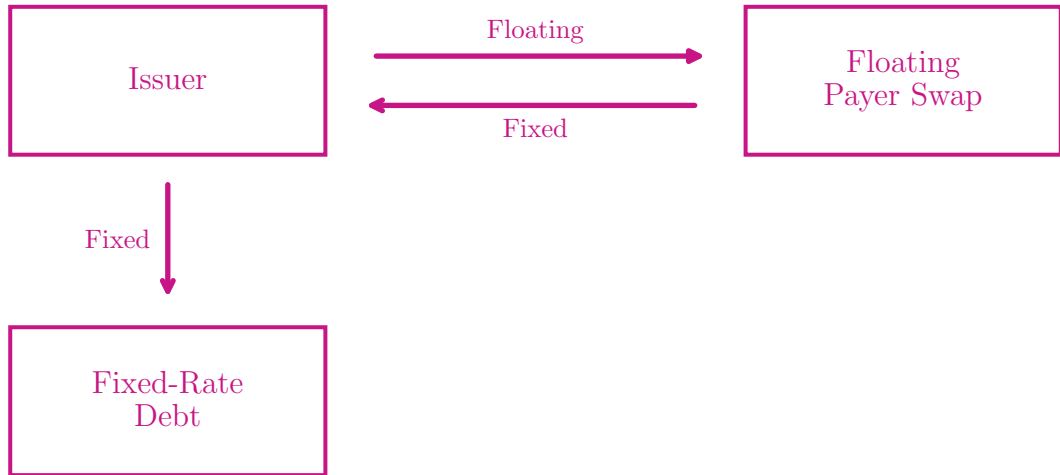 Issuer
Floating
Fixed
Floating
Payer Swap
Fixed
Fixed-Rate
Debt